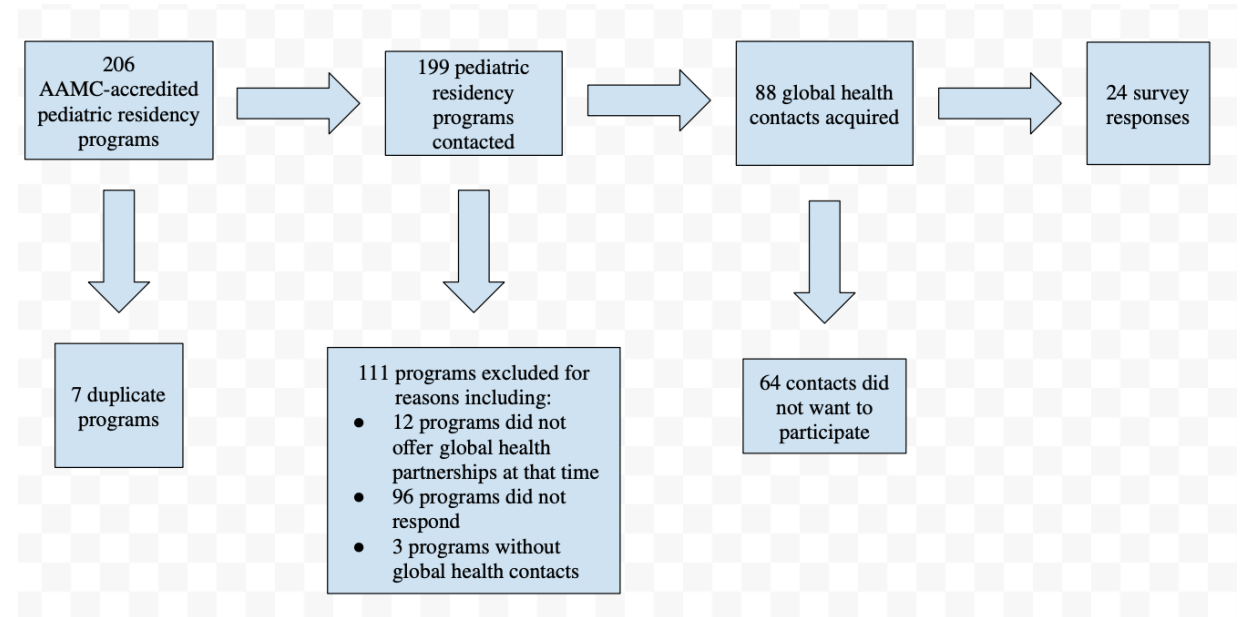 206
AAMC-accredited
pediatric residency
programs
199 pediatric
residency
programs
contacted
88 global health
contacts acquired
24 survey
responses
7 duplicate
programs
111 programs excluded for
reasons including:
● 12 programs did not
offer global health
partnerships at that time
● 96 programs did not
respond
● 3 programs without
global health contacts
64 contacts did
not want to
participate